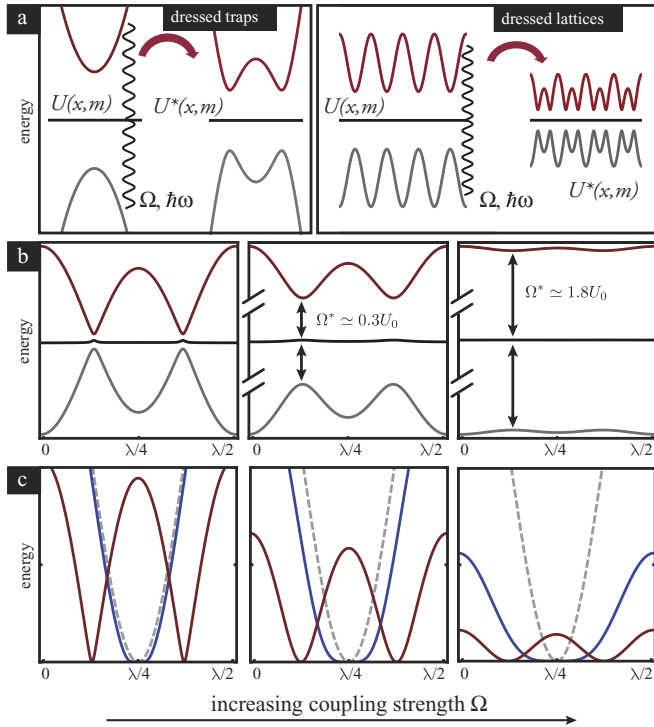 a
dressed traps
dressed lattices
energy
U(x,m)
U*(x,m)
Ω, ħω
U(x,m)
Ω, ħω
U*(x,m)
b
energy
Ω* ≃ 0.3U₀
Ω* ≃ 1.8U₀
0 λ/4 λ/2 0 λ/4 λ/2 0 λ/4 λ/2
c
energy
0 λ/4 λ/2 0 λ/4 λ/2 0 λ/4 λ/2
increasing coupling strength Ω